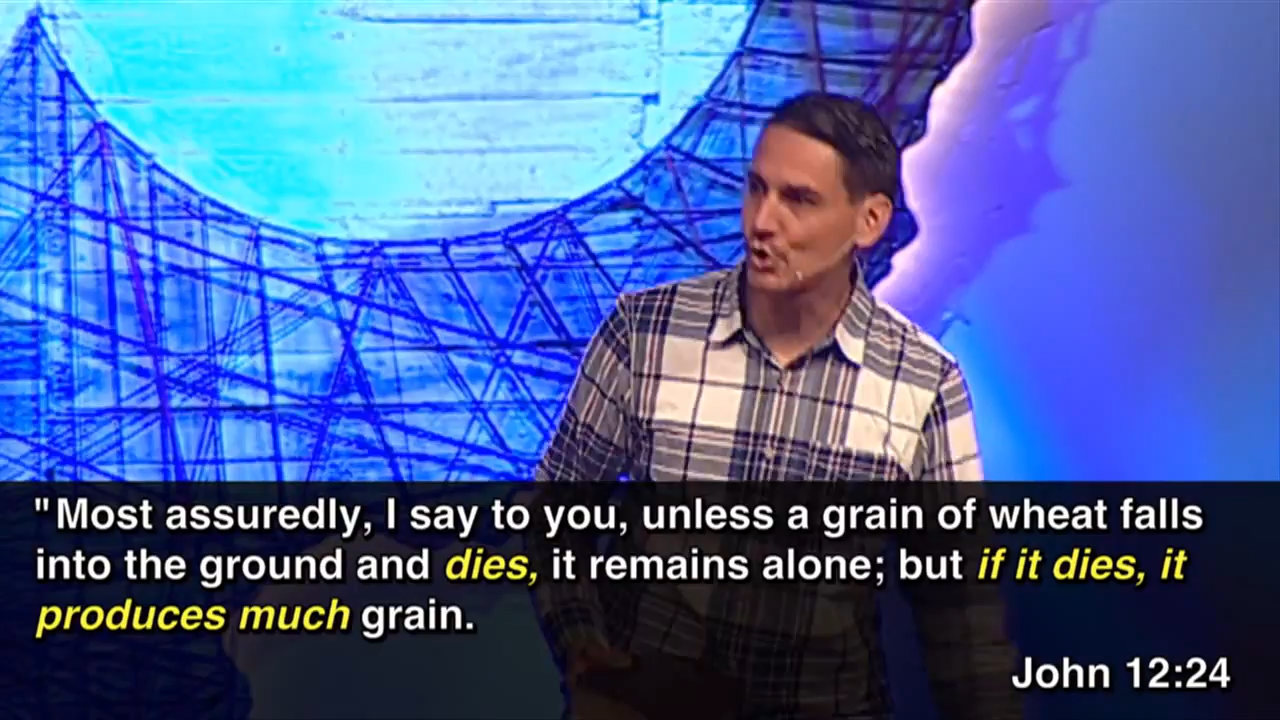 "Most assuredly, I say to you, unless a grain of wheat falls
into the ground and dies, it remains alone; but if it dies, it
produces much grain.
John 12:24